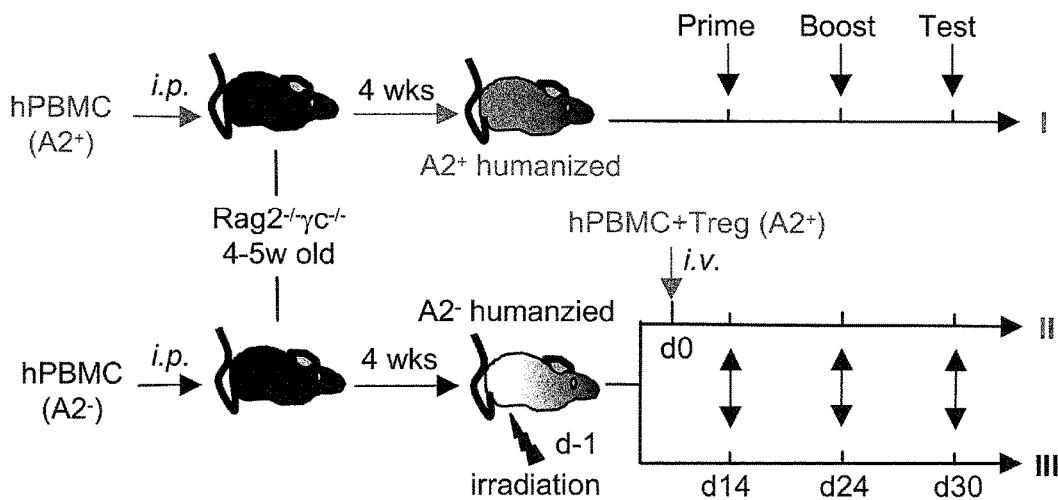 Prime Boost Test
i.p.
4 wks
hPBMC
(A2⁺)
I
A2⁺ humanized
Rag2⁻/⁻γc⁻/⁻
4-5w old
hPBMC+Treg (A2⁺)
i.v.
A2⁻ humanzied
II
d0
i.p.
4 wks
hPBMC
(A2⁻)
d-1
irradiation
III
d14 d24 d30